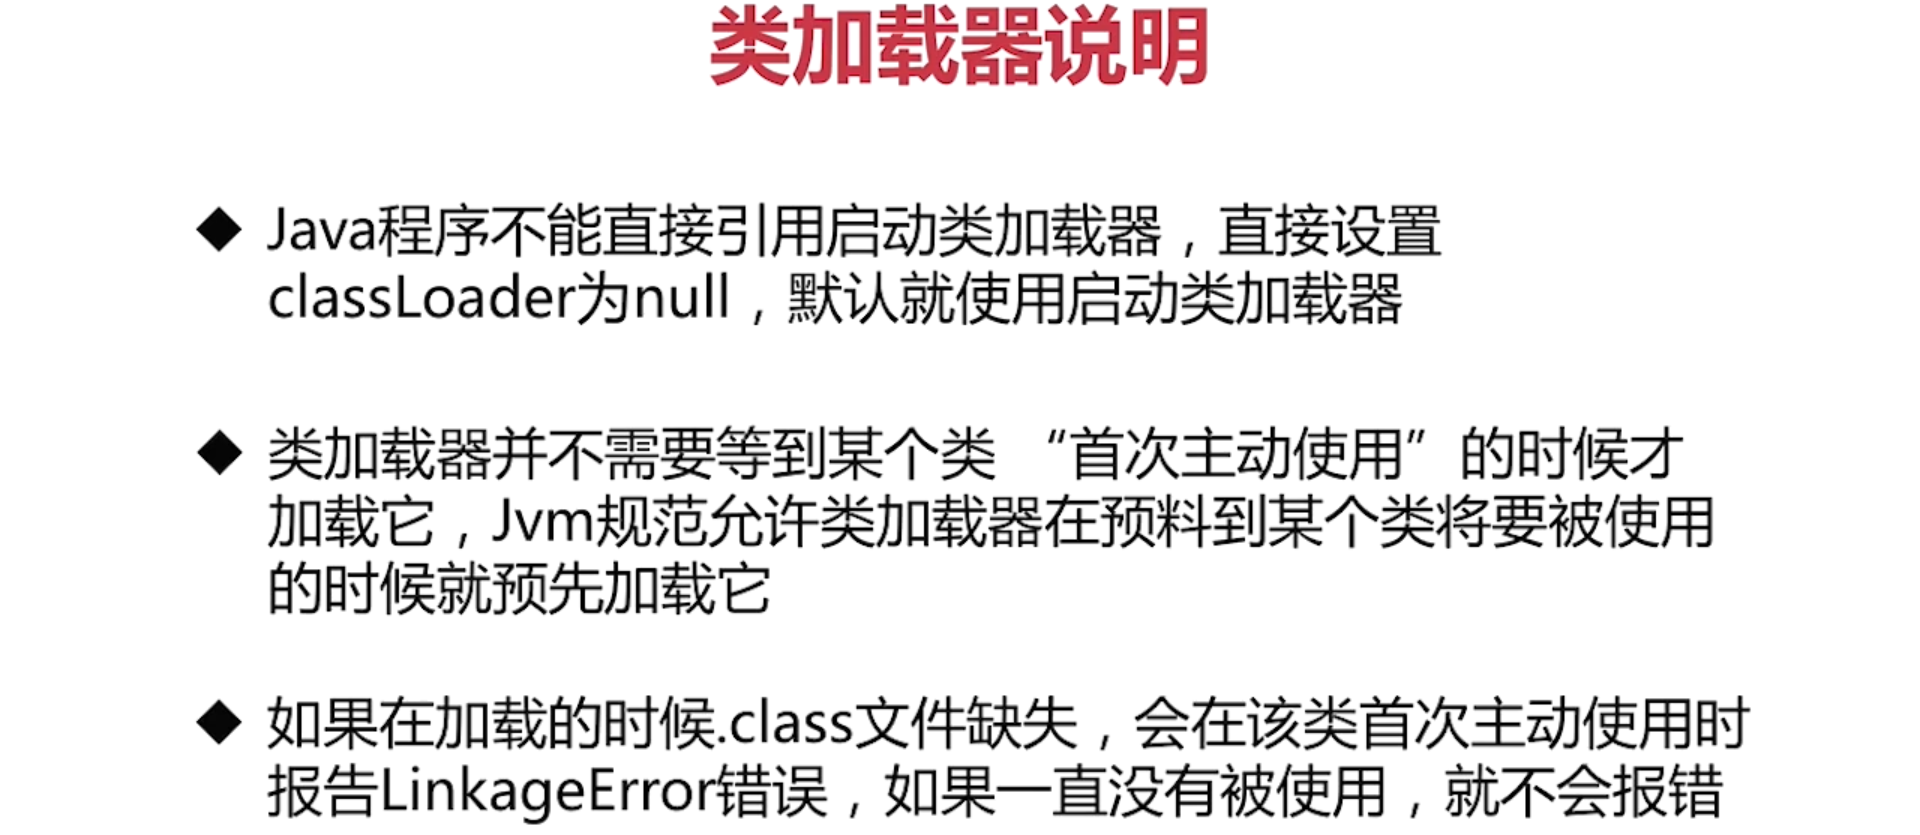 类加载器说明
◆ Java程序不能直接引用启动类加载器，直接设置
classLoader为null，默认就使用启动类加载器
◆ 类加载器并不需要等到某个类 “首次主动使用”的时候才
加载它，Jvm规范允许类加载器在预料到某个类将要被使用
的时候就预先加载它
◆ 如果在加载的时候.class文件缺失，会在该类首次主动使用时
报告LinkageError错误，如果一直没有被使用，就不会报错